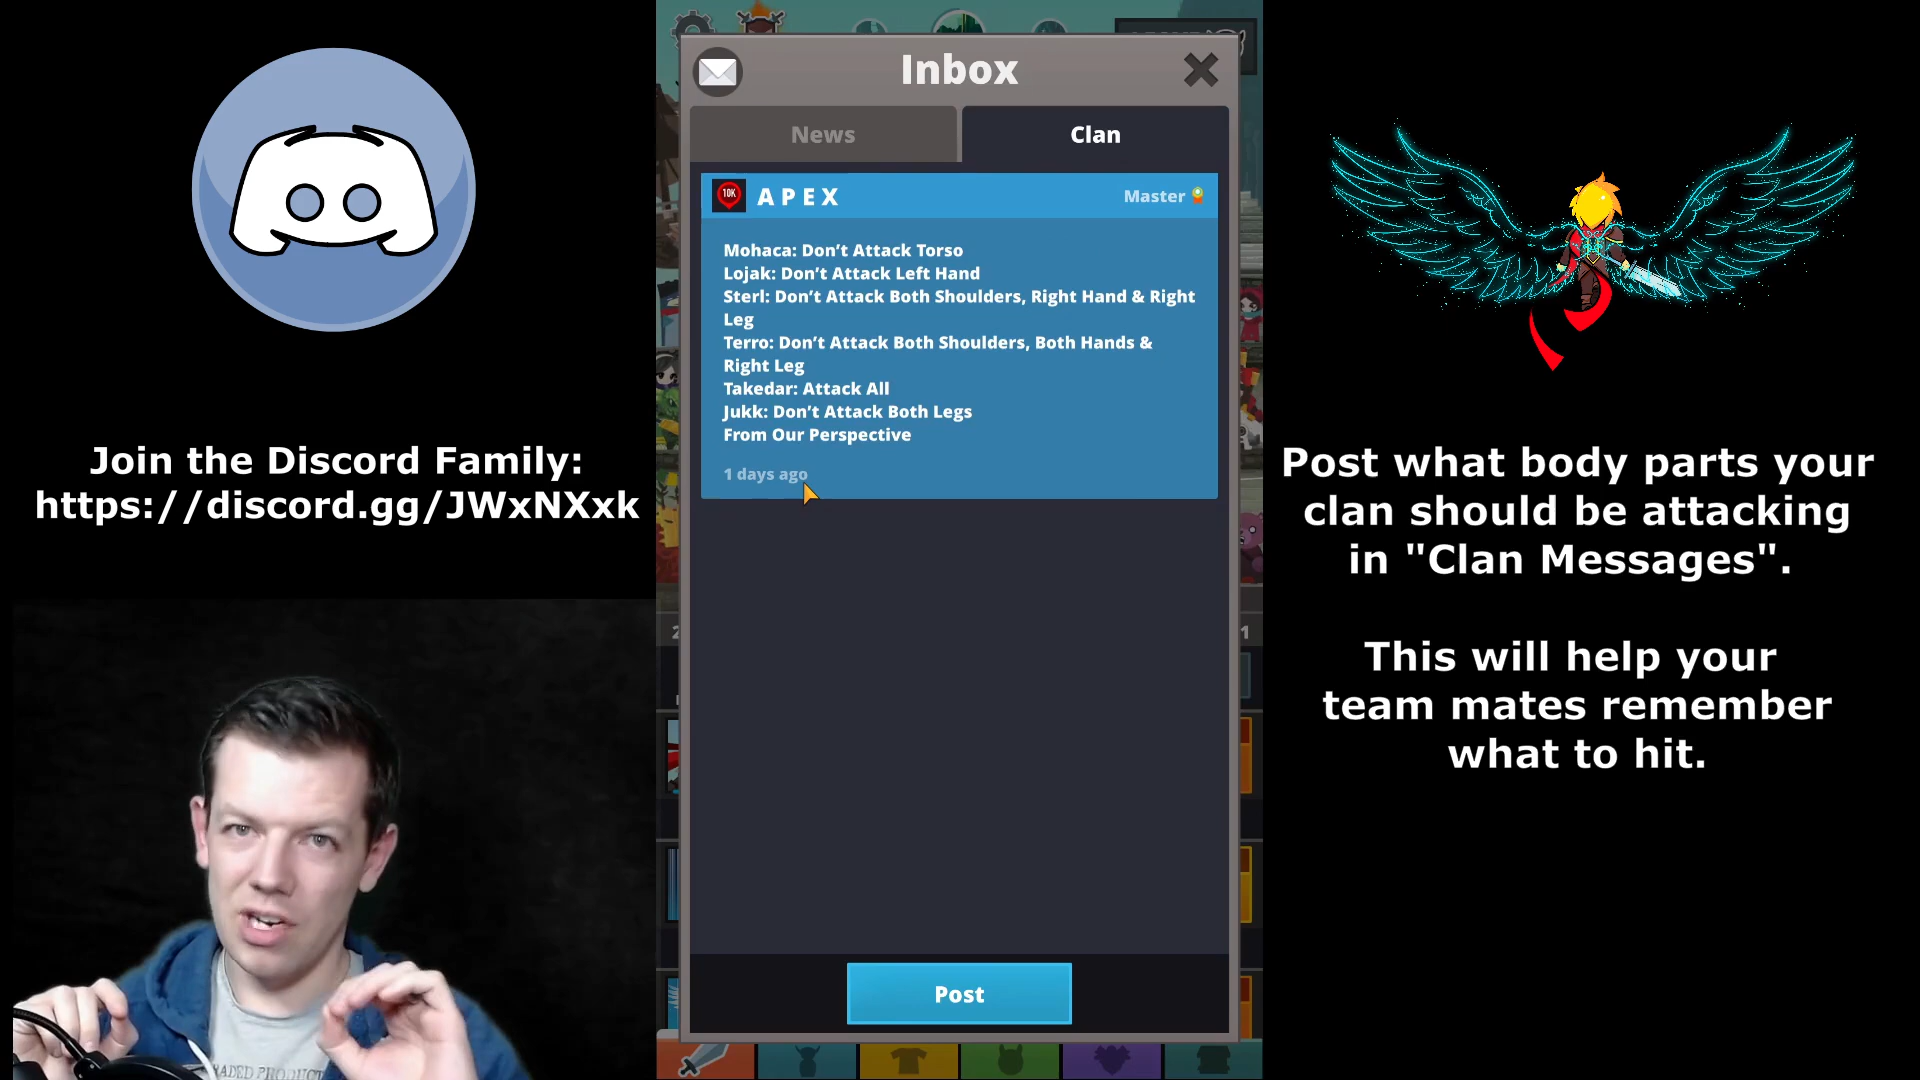 Inbox
News
Clan
10K
A P E X
Master
Mohaca: Don't Attack Torso
Lojak: Don't Attack Left Hand
Sterl: Don't Attack Both Shoulders, Right Hand & Right
Leg
Terro: Don't Attack Both Shoulders, Both Hands &
Right Leg
Takedar: Attack All
Jukk: Don't Attack Both Legs
From Our Perspective
1 days ago
Post
Join the Discord Family:
https://discord.gg/JWxNXxk
Post what body parts your
clan should be attacking
in "Clan Messages".
This will help your
team mates remember
what to hit.